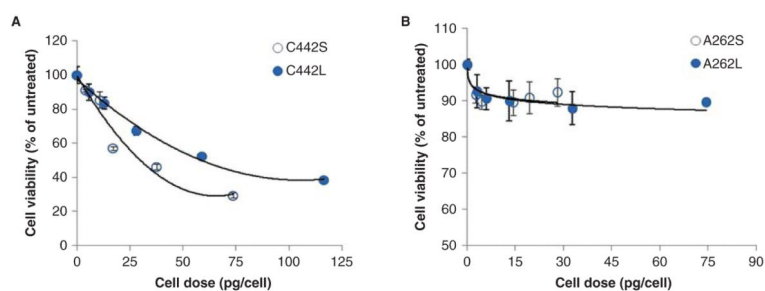 A
B
120
100
80
60
40
20
0
Cell viability (% of untreated)
C442S
C442L
0 25 50 75 100 125
Cell dose (pg/cell)
110
100
90
80
70
60
50
Cell viability (% of untreated)
A262S
A262L
0 15 30 45 60 75 90
Cell dose (pg/cell)